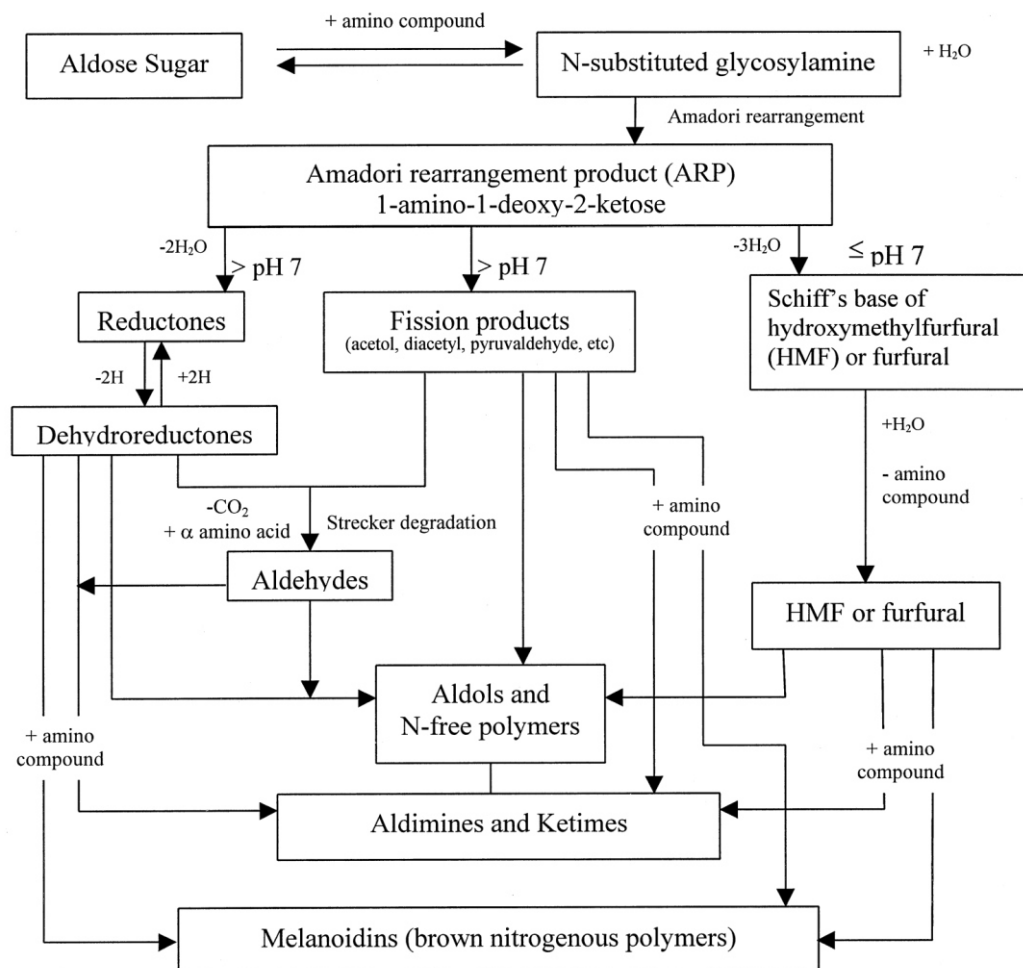 + amino compound
Aldose Sugar
N-substituted glycosylamine
+ H₂O
Amadori rearrangement
Amadori rearrangement product (ARP)
1-amino-1-deoxy-2-ketose
-2H₂O
> pH 7
> pH 7
-3H₂O
≤ pH 7
Reductones
Fission products
(acetol, diacetyl, pyruvaldehyde, etc)
Schiff's base of
hydroxymethylfurfural
(HMF) or furfural
-2H
+2H
Dehydroreductones
+H₂O
- amino
compound
-CO₂
+ α amino acid
Strecker degradation
+ amino
compound
Aldehydes
HMF or furfural
Aldols and
N-free polymers
+ amino
compound
+ amino
compound
Aldimines and Ketimes
Melanoidins (brown nitrogenous polymers)